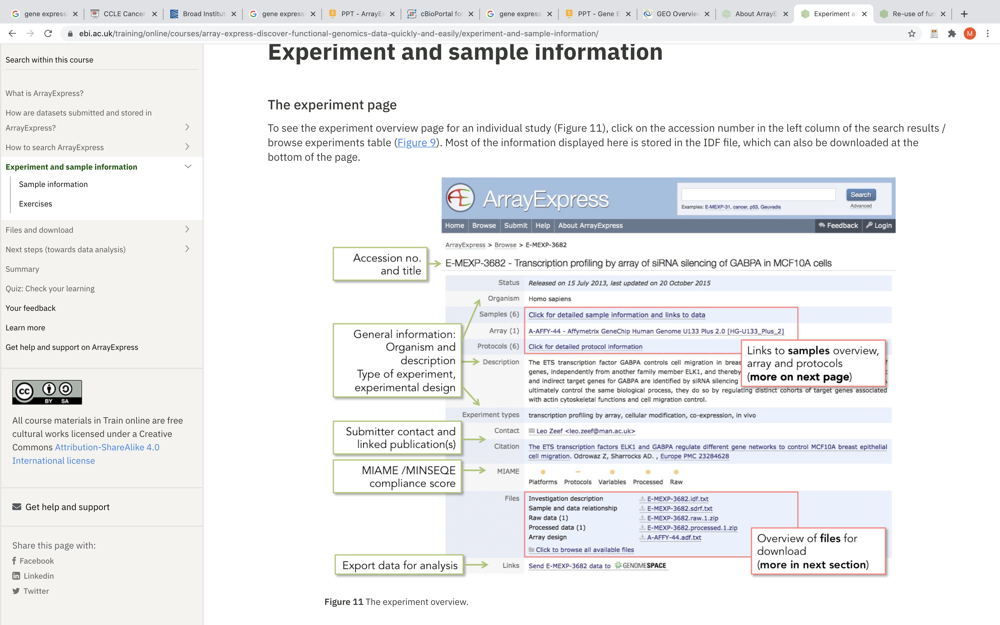 gene express
CCLE Cancer
Broad Institut
gene express
PPT - ArrayEx
cBioPortal for
gene express
PPT - Gene E
GEO Overvie
About ArrayE
Experiment a
Re-use of fun
ebi.ac.uk/training/online/courses/array-express-discover-functional-genomics-data-quickly-and-easily/experiment-and-sample-information/
M
Search within this course
What is ArrayExpress?
How are datasets submitted and stored in
ArrayExpress?
How to search ArrayExpress
Experiment and sample information
Sample information
Exercises
Files and download
Next steps (towards data analysis)
Summary
Quiz: Check your learning
Your feedback
Learn more
Get help and support on ArrayExpress
cc
BY SA
All course materials in Train online are free
cultural works licensed under a Creative
Commons Attribution-ShareAlike 4.0
International license
Get help and support
Share this page with:
Facebook
Linkedin
Twitter
Experiment and sample information
The experiment page
To see the experiment overview page for an individual study (Figure 11), click on the accession number in the left column of the search results /
browse experiments table (Figure 9). Most of the information displayed here is stored in the IDF file, which can also be downloaded at the
bottom of the page.
ArrayExpress
Search
Examples: E-MEXP-31, cancer, p53, Geuvadis
Advanced
Home Browse Submit Help About ArrayExpress Feedback Login
ArrayExpress > Browse > E-MEXP-3682
Accession no.
and title
E-MEXP-3682 - Transcription profiling by array of siRNA silencing of GABPA in MCF10A cells
Status Released on 15 July 2013, last updated on 20 October 2015
Organism Homo sapiens
Samples (6) Click for detailed sample information and links to data
Array (1) A-AFFY-44 - Affymetrix GeneChip Human Genome U133 Plus 2.0 [HG-U133_Plus_2]
Protocols (6) Click for detailed protocol information
General information:
Organism and
description
Type of experiment,
experimental design
Links to samples overview,
array and protocols
(more on next page)
Description The ETS transcription factor GABPA controls cell migration in breas
genes, independently from another family member ELK1, and thereby
and indirect target genes for GABPA are identified by siRNA silencing
ultimately control the same biological process, they do so by regulating distinct cohorts of target genes associated
with actin cytoskeletal functions and cell migration control.
Experiment types transcription profiling by array, cellular modification, co-expression, in vivo
Submitter contact and
linked publication(s)
Contact Leo Zeef <leo.zeef@man.ac.uk>
Citation The ETS transcription factors ELK1 and GABPA regulate different gene networks to control MCF10A breast epithelial
cell migration. Odrowaz Z, Sharrocks AD. , Europe PMC 23284628
MIAME /MINSEQE
compliance score
MIAME * – * * *
Platforms Protocols Variables Processed Raw
Files Investigation description E-MEXP-3682.idf.txt
Sample and data relationship E-MEXP-3682.sdrf.txt
Raw data (1) E-MEXP-3682.raw.1.zip
Processed data (1) E-MEXP-3682.processed.1.zip
Array design A-AFFY-44.adf.txt
Click to browse all available files
Overview of files for
download
(more in next section)
Export data for analysis
Links Send E-MEXP-3682 data to GENOMESPACE
Figure 11 The experiment overview.